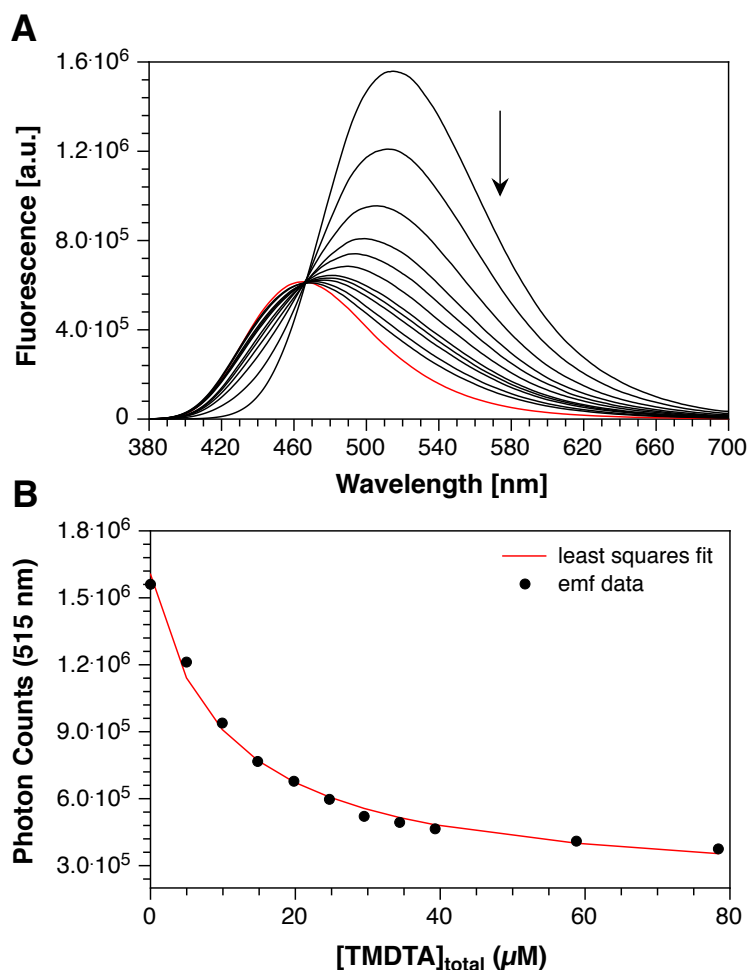 A
Fluorescence [a.u.]
1.6·10⁶
1.2·10⁶
8.0·10⁵
4.0·10⁵
0
380 420 460 500 540 580 620 660 700
Wavelength [nm]
B
Photon Counts (515 nm)
1.8·10⁶
1.5·10⁶
1.2·10⁶
9.0·10⁵
6.0·10⁵
3.0·10⁵
least squares fit
emf data
0 20 40 60 80
[TMDTA]total (µM)